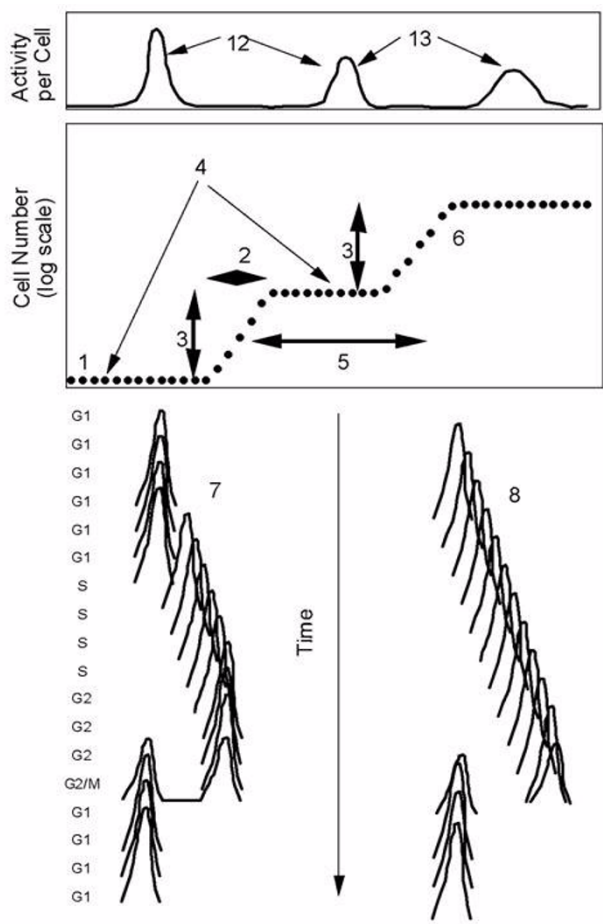 Activity
per Cell
12
13
Cell Number
(log scale)
4
2
3
3
6
1
5
G1
G1
G1
G1
G1
G1
S
S
S
S
G2
G2
G2
G2/M
G1
G1
G1
G1
7
8
Time